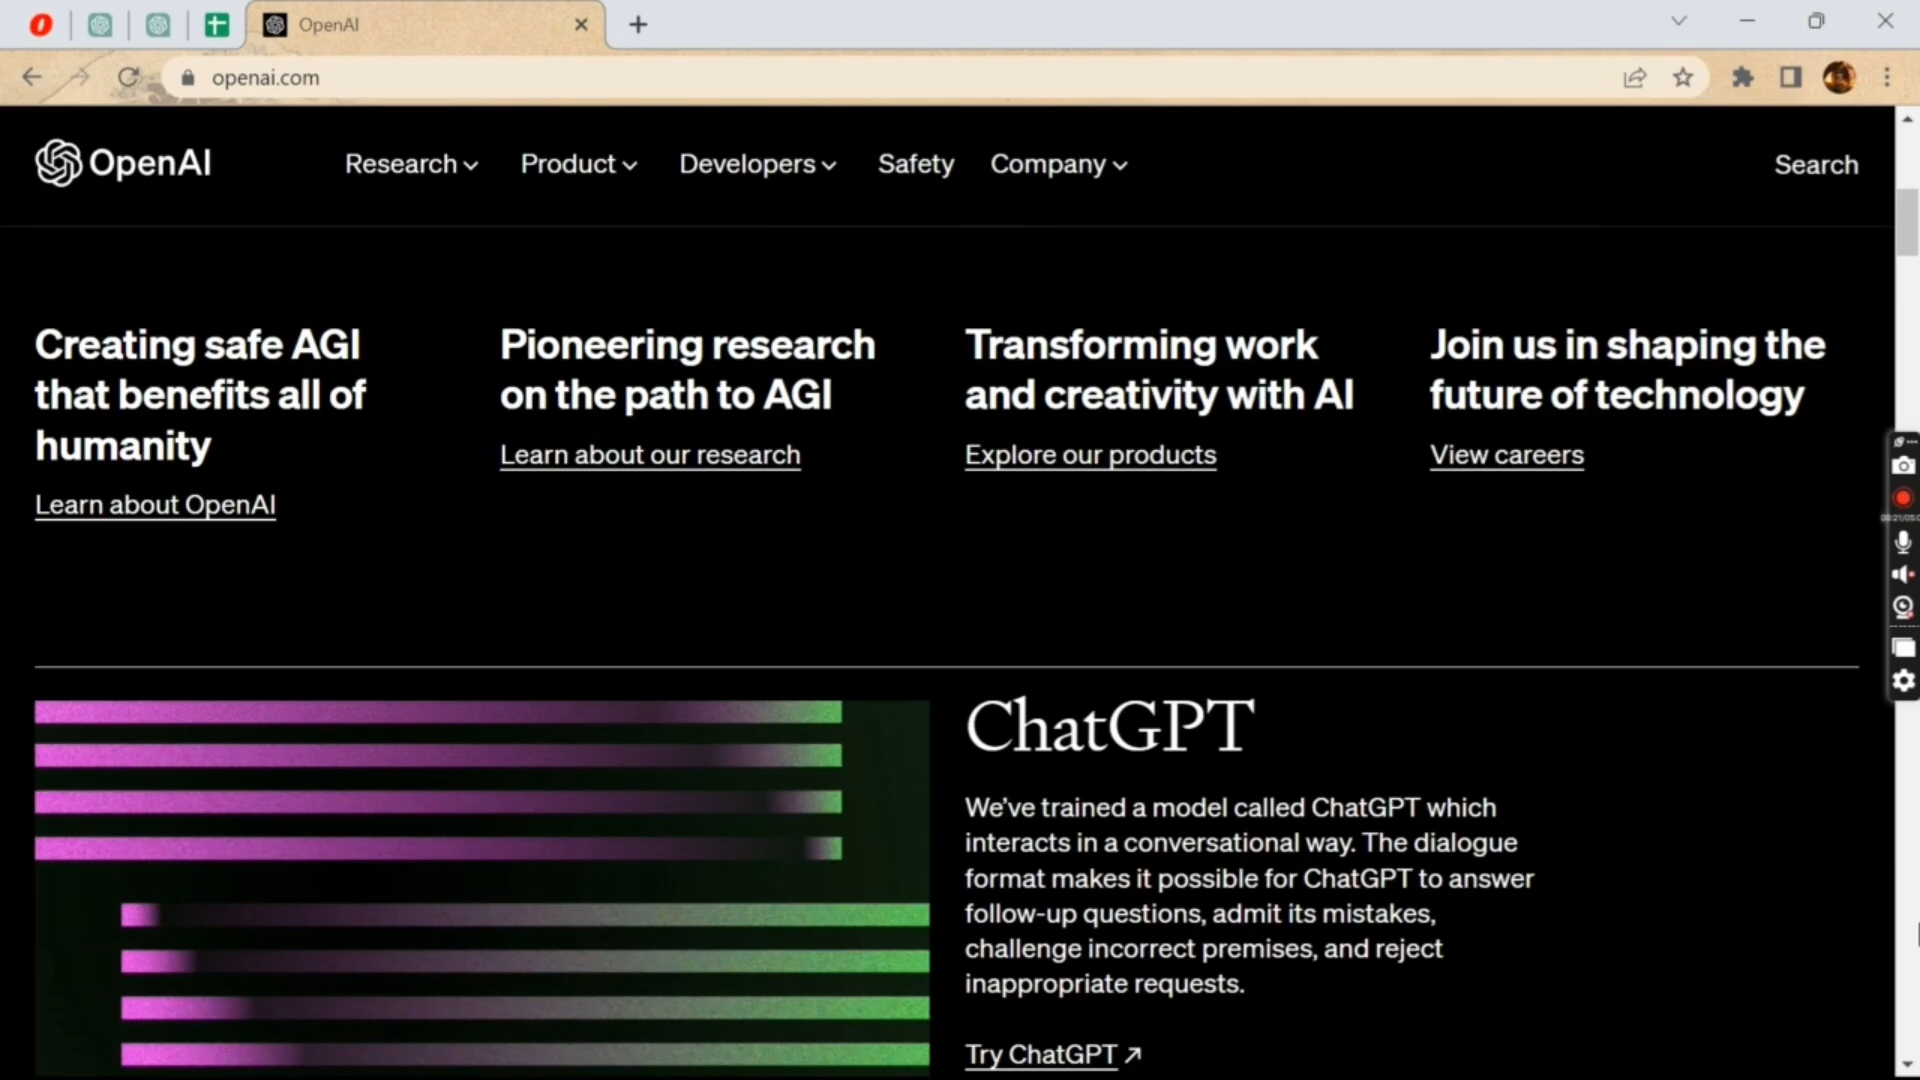 OpenAI
openai.com
OpenAI
Research
Product
Developers
Safety
Company
Search
Creating safe AGI
that benefits all of
humanity
Learn about OpenAI
Pioneering research
on the path to AGI
Learn about our research
Transforming work
and creativity with AI
Explore our products
Join us in shaping the
future of technology
View careers
ChatGPT
We’ve trained a model called ChatGPT which
interacts in a conversational way. The dialogue
format makes it possible for ChatGPT to answer
follow-up questions, admit its mistakes,
challenge incorrect premises, and reject
inappropriate requests.
Try ChatGPT